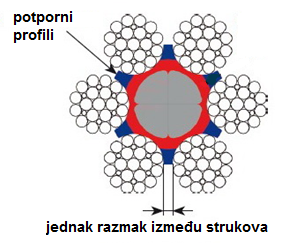 potporni
profili
jednak razmak između strukova